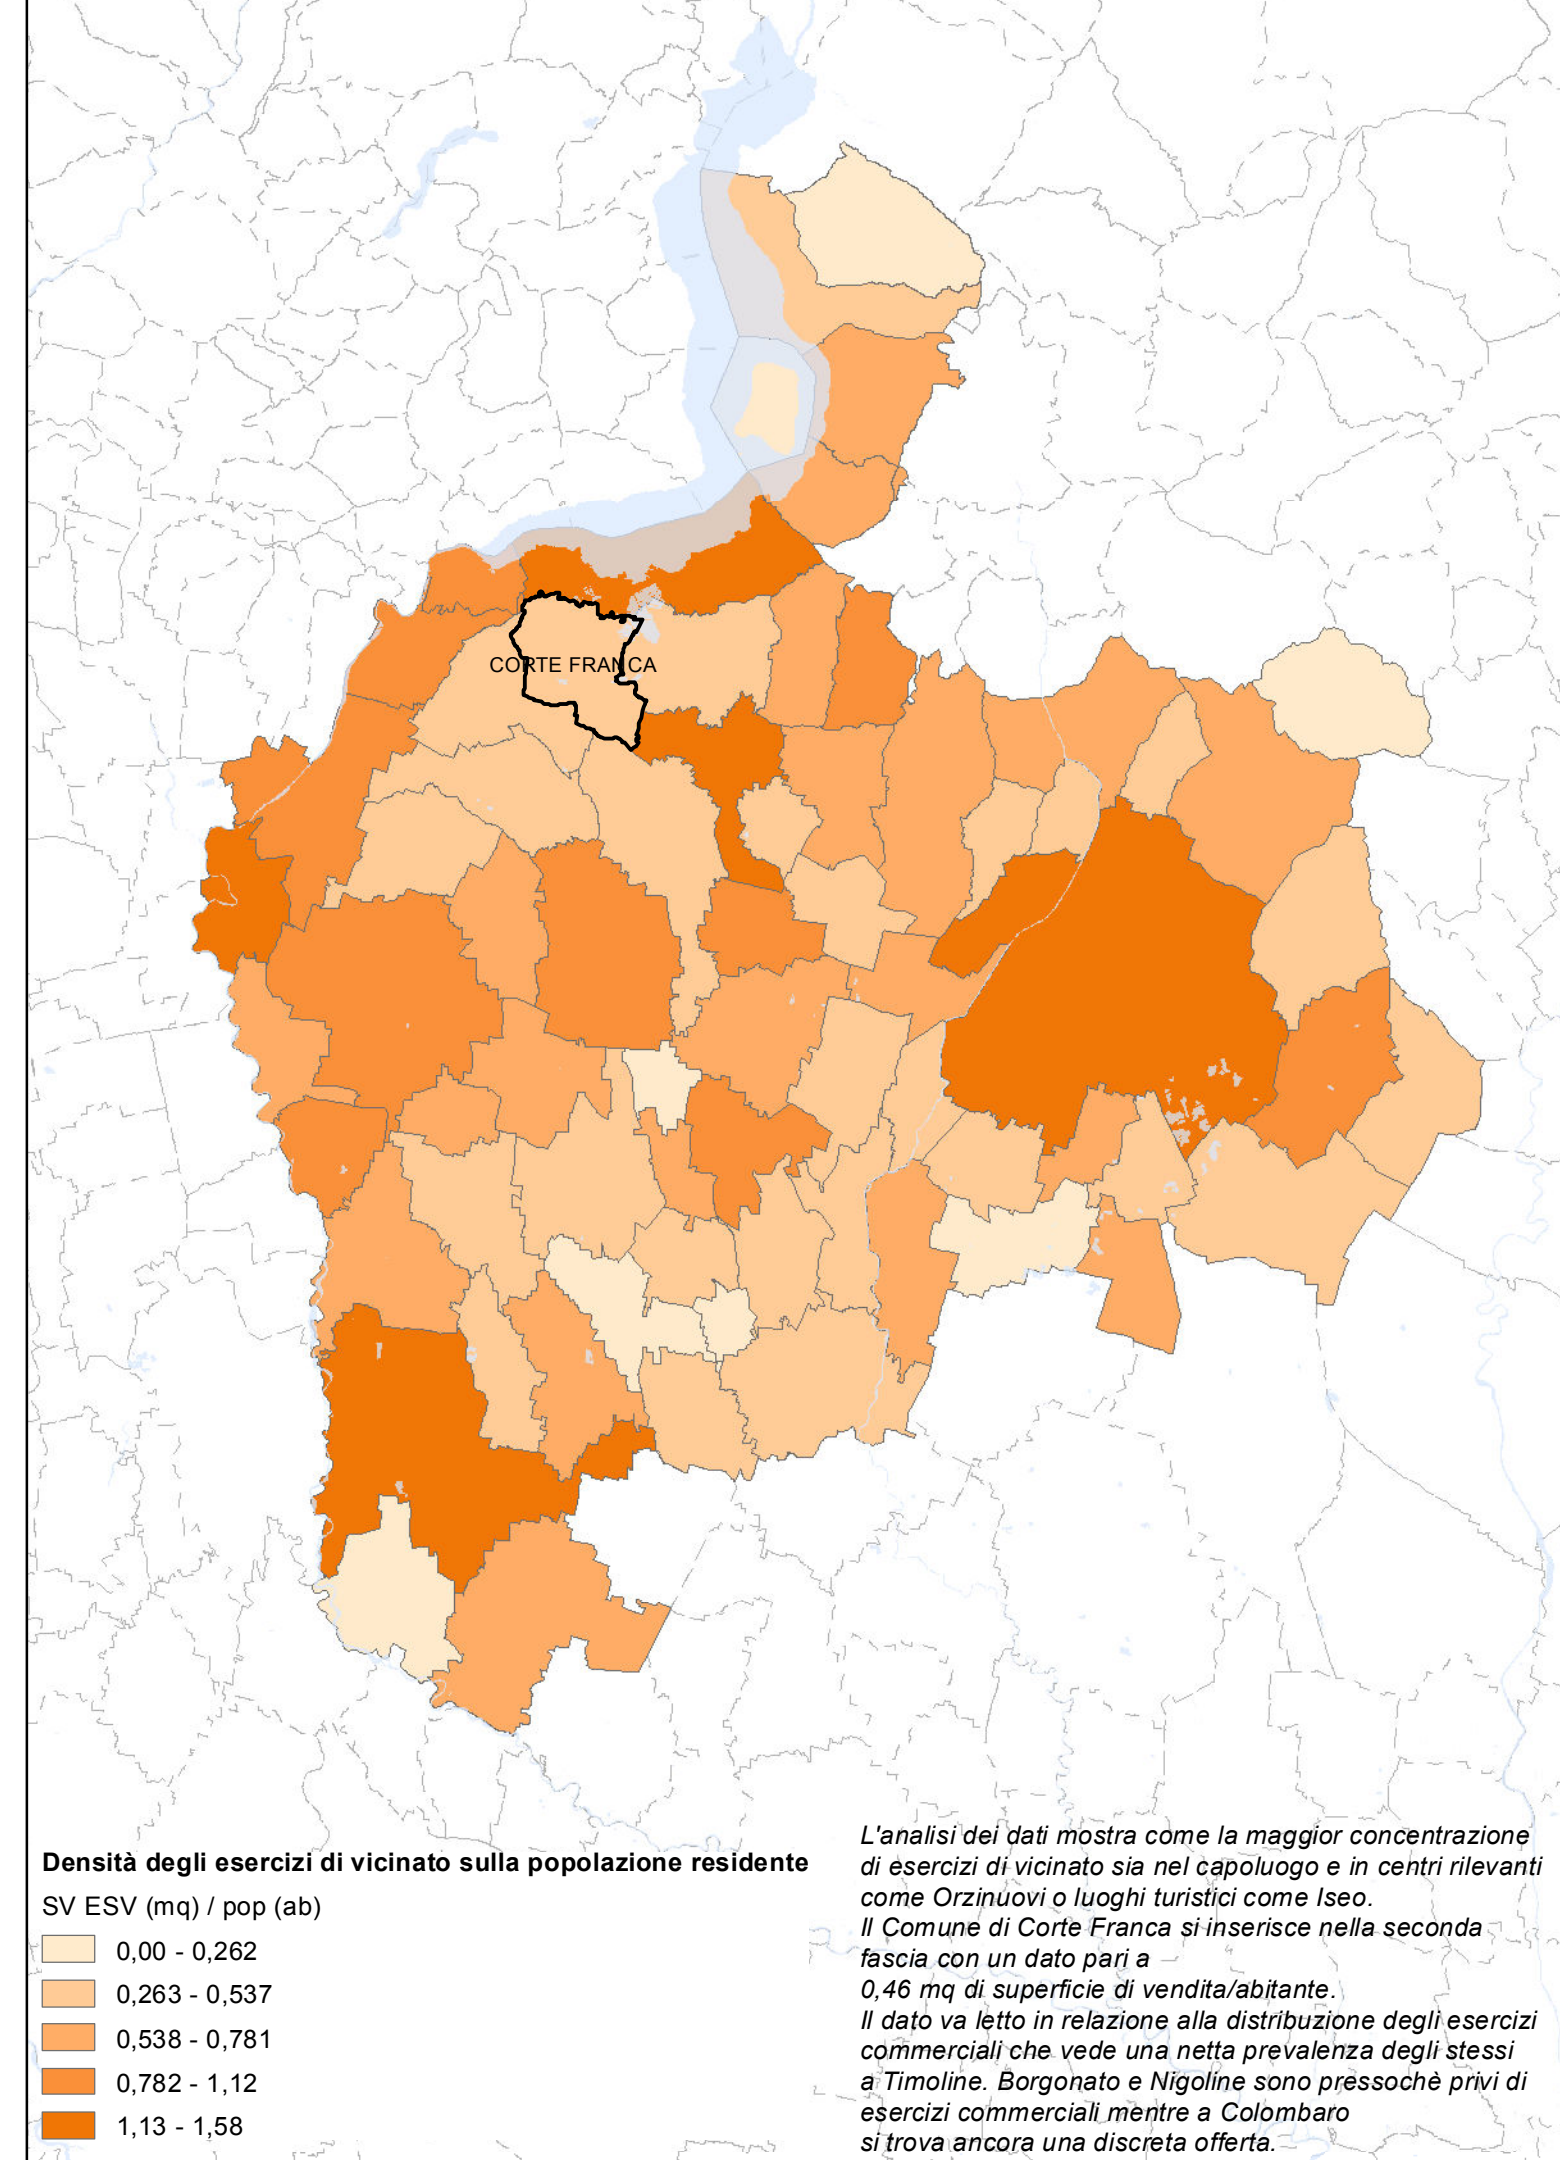 CORTE FRANCA
Densità degli esercizi di vicinato sulla popolazione residente
SV ESV (mq) / pop (ab)
0,00 - 0,262
0,263 - 0,537
0,538 - 0,781
0,782 - 1,12
1,13 - 1,58
L'analisi dei dati mostra come la maggior concentrazione
di esercizi di vicinato sia nel capoluogo e in centri rilevanti
come Orzinuovi o luoghi turistici come Iseo.
Il Comune di Corte Franca si inserisce nella seconda
fascia con un dato pari a
0,46 mq di superficie di vendita/abitante.
Il dato va letto in relazione alla distribuzione degli esercizi
commerciali che vede una netta prevalenza degli stessi
a Timoline. Borgonato e Nigoline sono pressochè privi di
esercizi commerciali mentre a Colombaro
si trova ancora una discreta offerta.